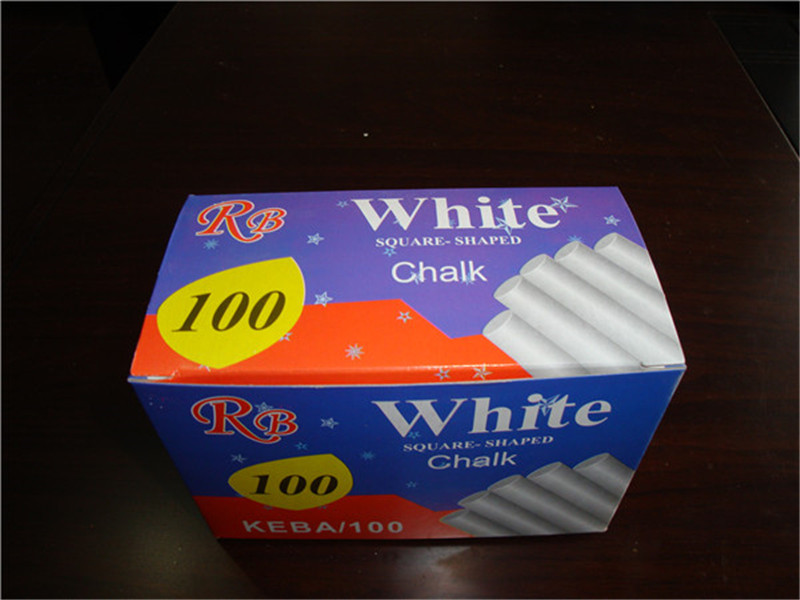 RB
White
SQUARE- SHAPED
Chalk
100
RB
White
SQUARE- SHAPED
Chalk
100
KEBA/100